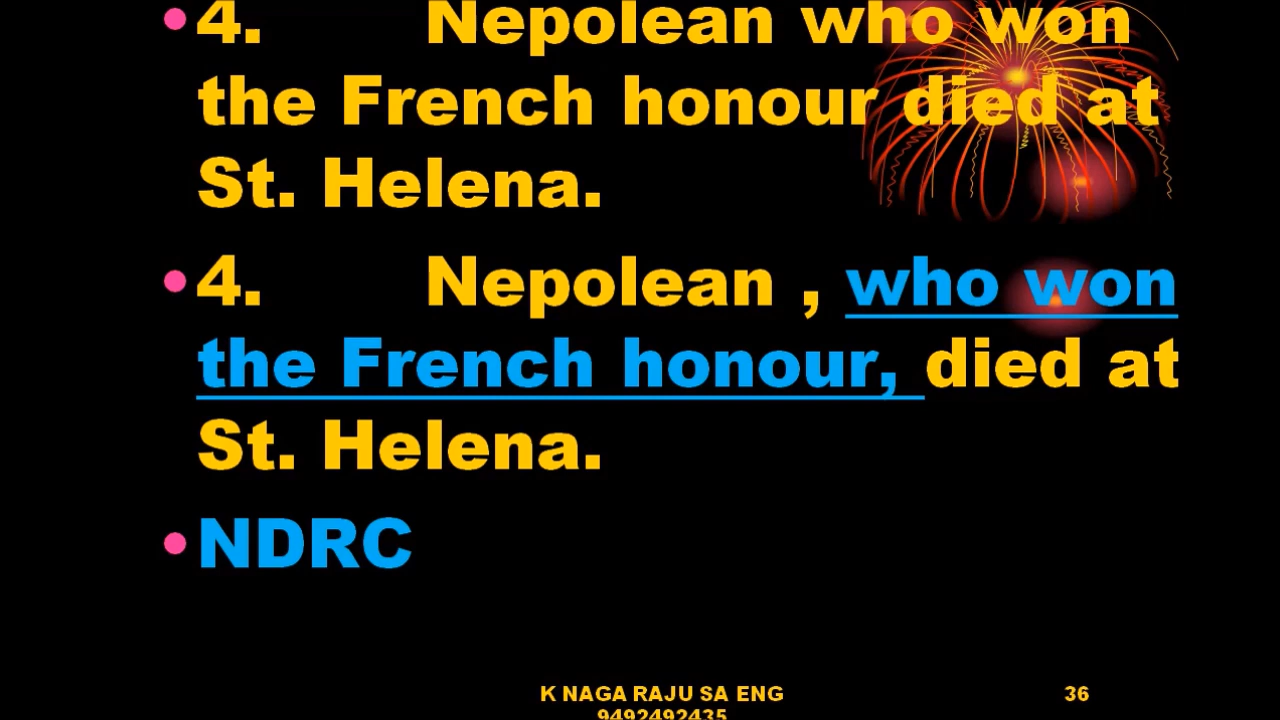 • 4. Nepolean who won
the French honour died at
St. Helena.
• 4. Nepolean , who won
the French honour, died at
St. Helena.
• NDRC
K NAGA RAJU SA ENG 36
9492492435